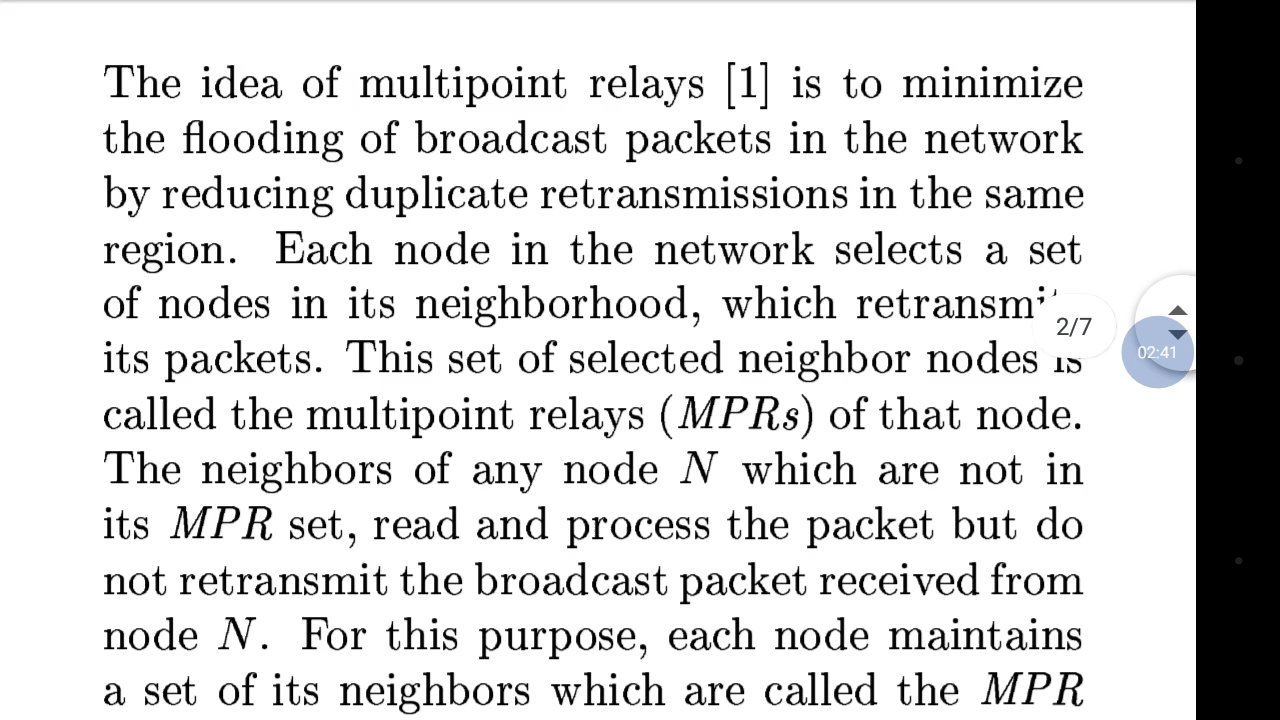 The idea of multipoint relays [1] is to minimize
the flooding of broadcast packets in the network
by reducing duplicate retransmissions in the same
region. Each node in the network selects a set
of nodes in its neighborhood, which retransmits
its packets. This set of selected neighbor nodes is
called the multipoint relays (MPRs) of that node.
The neighbors of any node N which are not in
its MPR set, read and process the packet but do
not retransmit the broadcast packet received from
node N. For this purpose, each node maintains
a set of its neighbors which are called the MPR
2/7
02:41